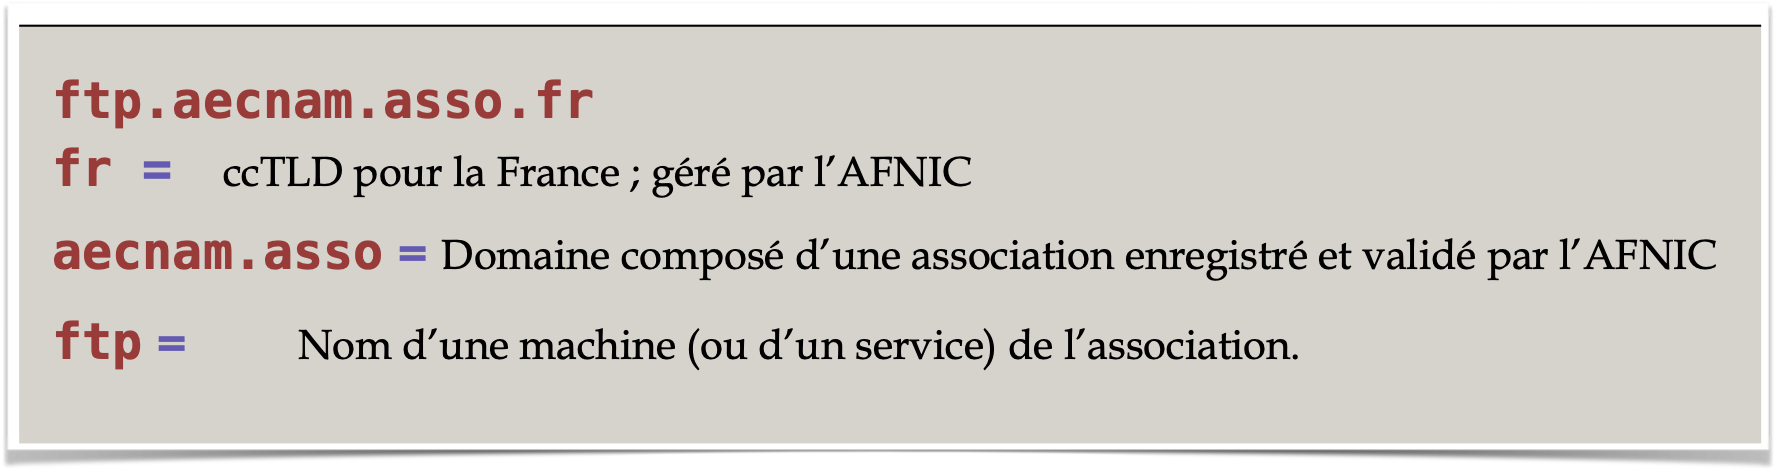 ftp.aecnam.asso.fr
fr = ccTLD pour la France ; géré par l’AFNIC
aecnam.asso = Domaine composé d’une association enregistré et validé par l’AFNIC
ftp = Nom d’une machine (ou d’un service) de l’association.